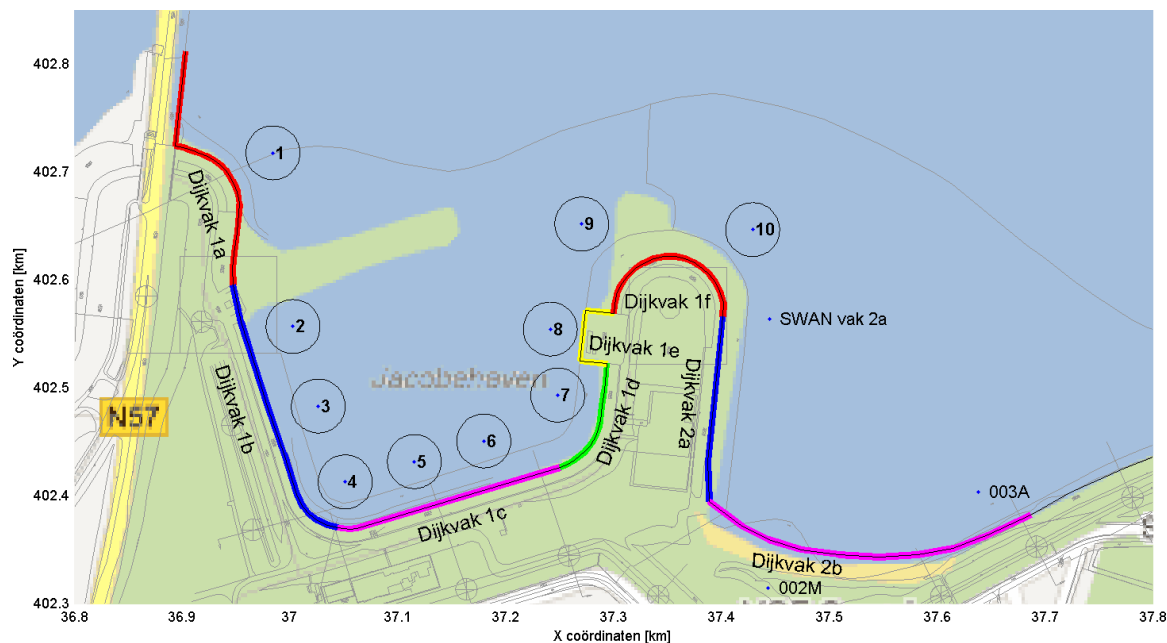 402.8
402.7
402.6
402.5
402.4
402.3
Y coördinaten [km]
36.8
36.9
37
37.1
37.2
37.3
37.4
37.5
37.6
37.7
37.8
X coördinaten [km]
1
9
10
Dijkvak 1a
2
8
Dijkvak 1f
SWAN vak 2a
Dijkvak 1e
Jacobahaven
N57
3
7
Dijkvak 1b
Dijkvak 1d
Dijkvak 2a
6
5
4
Dijkvak 1c
003A
Dijkvak 2b
002M